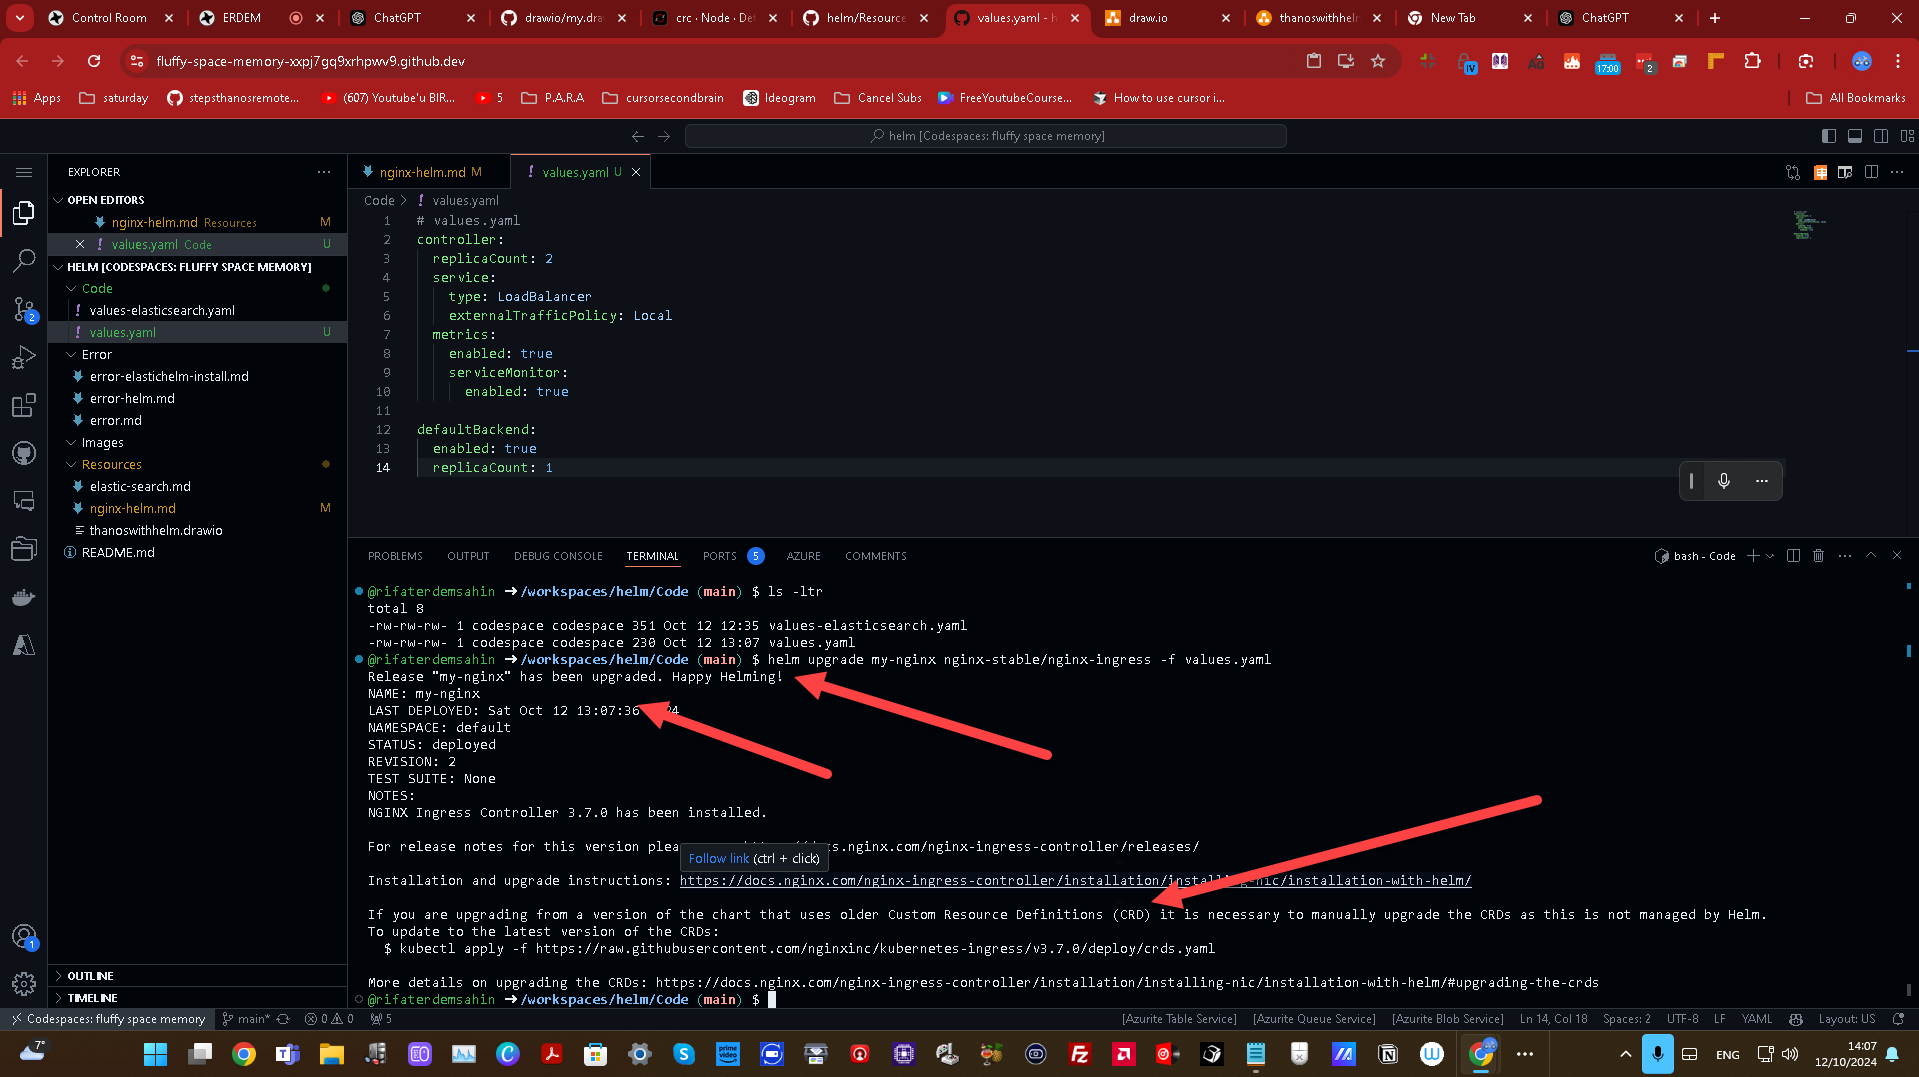 Control Room
ERDEM
ChatGPT
drawio/my.dra
crc · Node · Det
helm/Resource
values.yaml - h
draw.io
thanoswithhelm
New Tab
ChatGPT
fluffy-space-memory-xxpj7gq9xrhpwv9.github.dev
IV
17:00
2
Apps
saturday
stepsthanosremote...
(607) Youtube'u BIR...
5
P.A.R.A
cursorsecondbrain
Ideogram
Cancel Subs
FreeYoutubeCourse...
How to use cursor i...
All Bookmarks
helm [Codespaces: fluffy space memory]
EXPLORER
OPEN EDITORS
nginx-helm.md Resources M
values.yaml Code U
HELM [CODESPACES: FLUFFY SPACE MEMORY]
Code
values-elasticsearch.yaml
values.yaml U
Error
error-elastichelm-install.md
error-helm.md
error.md
Images
Resources
elastic-search.md
nginx-helm.md M
thanoswithhelm.drawio
README.md
OUTLINE
TIMELINE
2
1
nginx-helm.md M
values.yaml U
Code > ! values.yaml
1 # values.yaml
2 controller:
3 replicaCount: 2
4 service:
5 type: LoadBalancer
6 externalTrafficPolicy: Local
7 metrics:
8 enabled: true
9 serviceMonitor:
10 enabled: true
11
12 defaultBackend:
13 enabled: true
14 replicaCount: 1
PROBLEMS OUTPUT DEBUG CONSOLE TERMINAL PORTS 5 AZURE COMMENTS
bash - Code
@rifaterdemsahin ➜ /workspaces/helm/Code (main) $ ls -ltr
total 8
-rw-rw-rw- 1 codespace codespace 351 Oct 12 12:35 values-elasticsearch.yaml
-rw-rw-rw- 1 codespace codespace 230 Oct 12 13:07 values.yaml
@rifaterdemsahin ➜ /workspaces/helm/Code (main) $ helm upgrade my-nginx nginx-stable/nginx-ingress -f values.yaml
Release "my-nginx" has been upgraded. Happy Helming!
NAME: my-nginx
LAST DEPLOYED: Sat Oct 12 13:07:36 24
NAMESPACE: default
STATUS: deployed
REVISION: 2
TEST SUITE: None
NOTES:
NGINX Ingress Controller 3.7.0 has been installed.
For release notes for this version plea cs.nginx.com/nginx-ingress-controller/releases/
Follow link (ctrl + click)
Installation and upgrade instructions: https://docs.nginx.com/nginx-ingress-controller/installation/installing-nic/installation-with-helm/
If you are upgrading from a version of the chart that uses older Custom Resource Definitions (CRD) it is necessary to manually upgrade the CRDs as this is not managed by Helm.
To update to the latest version of the CRDs:
$ kubectl apply -f https://raw.githubusercontent.com/nginxinc/kubernetes-ingress/v3.7.0/deploy/crds.yaml
More details on upgrading the CRDs: https://docs.nginx.com/nginx-ingress-controller/installation/installing-nic/installation-with-helm/#upgrading-the-crds
@rifaterdemsahin ➜ /workspaces/helm/Code (main) $
Codespaces: fluffy space memory
main*
0 0
5
[Azurite Table Service]
[Azurite Queue Service]
[Azurite Blob Service]
Ln 14, Col 18
Spaces: 2
UTF-8
LF
YAML
Layout: US
7°
ENG
14:07
12/10/2024